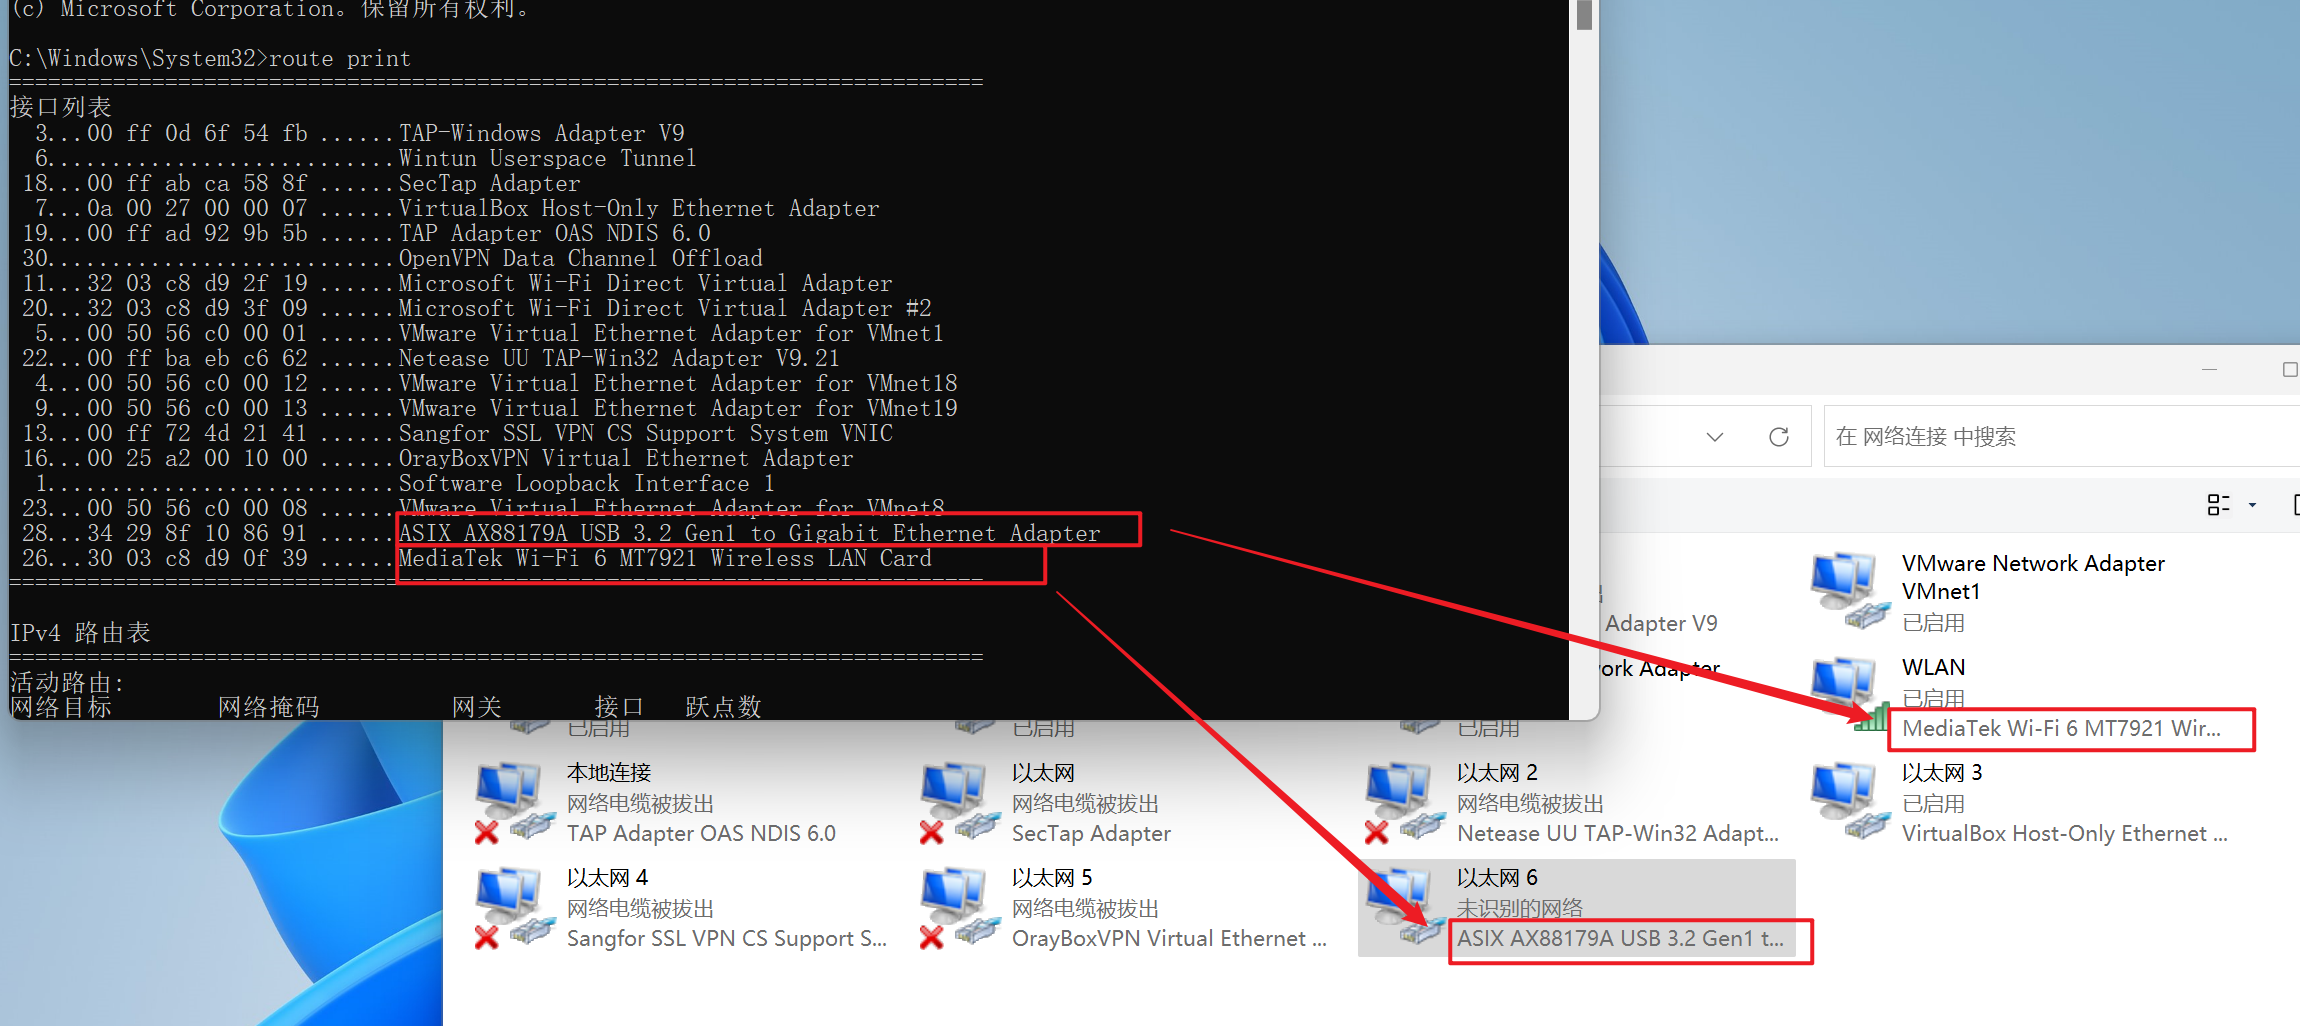 (c) Microsoft Corporation。保留所有权利。
C:\Windows\System32>route print
===========================================================================
接口列表
3...00 ff 0d 6f 54 fb ......TAP-Windows Adapter V9
6...........................Wintun Userspace Tunnel
18...00 ff ab ca 58 8f ......SecTap Adapter
7...0a 00 27 00 00 07 ......VirtualBox Host-Only Ethernet Adapter
19...00 ff ad 92 9b 5b ......TAP Adapter OAS NDIS 6.0
30...........................OpenVPN Data Channel Offload
11...32 03 c8 d9 2f 19 ......Microsoft Wi-Fi Direct Virtual Adapter
20...32 03 c8 d9 3f 09 ......Microsoft Wi-Fi Direct Virtual Adapter #2
5...00 50 56 c0 00 01 ......VMware Virtual Ethernet Adapter for VMnet1
22...00 ff ba eb c6 62 ......Netease UU TAP-Win32 Adapter V9.21
4...00 50 56 c0 00 12 ......VMware Virtual Ethernet Adapter for VMnet18
9...00 50 56 c0 00 13 ......VMware Virtual Ethernet Adapter for VMnet19
13...00 ff 72 4d 21 41 ......Sangfor SSL VPN CS Support System VNIC
16...00 25 a2 00 10 00 ......OrayBoxVPN Virtual Ethernet Adapter
1...........................Software Loopback Interface 1
23...00 50 56 c0 00 08 ......VMware Virtual Ethernet Adapter for VMnet8
28...34 29 8f 10 86 91 ......ASIX AX88179A USB 3.2 Gen1 to Gigabit Ethernet Adapter
26...30 03 c8 d9 0f 39 ......MediaTek Wi-Fi 6 MT7921 Wireless LAN Card
===========================================================================
IPv4 路由表
===========================================================================
活动路由:
网络目标 网络掩码 网关 接口 跃点数
在 网络连接 中搜索
Adapter V9
Adapter
VMware Network Adapter
VMnet1
已启用
WLAN
已启用
MediaTek Wi-Fi 6 MT7921 Wir...
已启用
已启用
已启用
本地连接
网络电缆被拔出
TAP Adapter OAS NDIS 6.0
以太网
网络电缆被拔出
SecTap Adapter
以太网 2
网络电缆被拔出
Netease UU TAP-Win32 Adapt...
以太网 3
已启用
VirtualBox Host-Only Ethernet ...
以太网 4
网络电缆被拔出
Sangfor SSL VPN CS Support S...
以太网 5
网络电缆被拔出
OrayBoxVPN Virtual Ethernet ...
以太网 6
未识别的网络
ASIX AX88179A USB 3.2 Gen1 t...